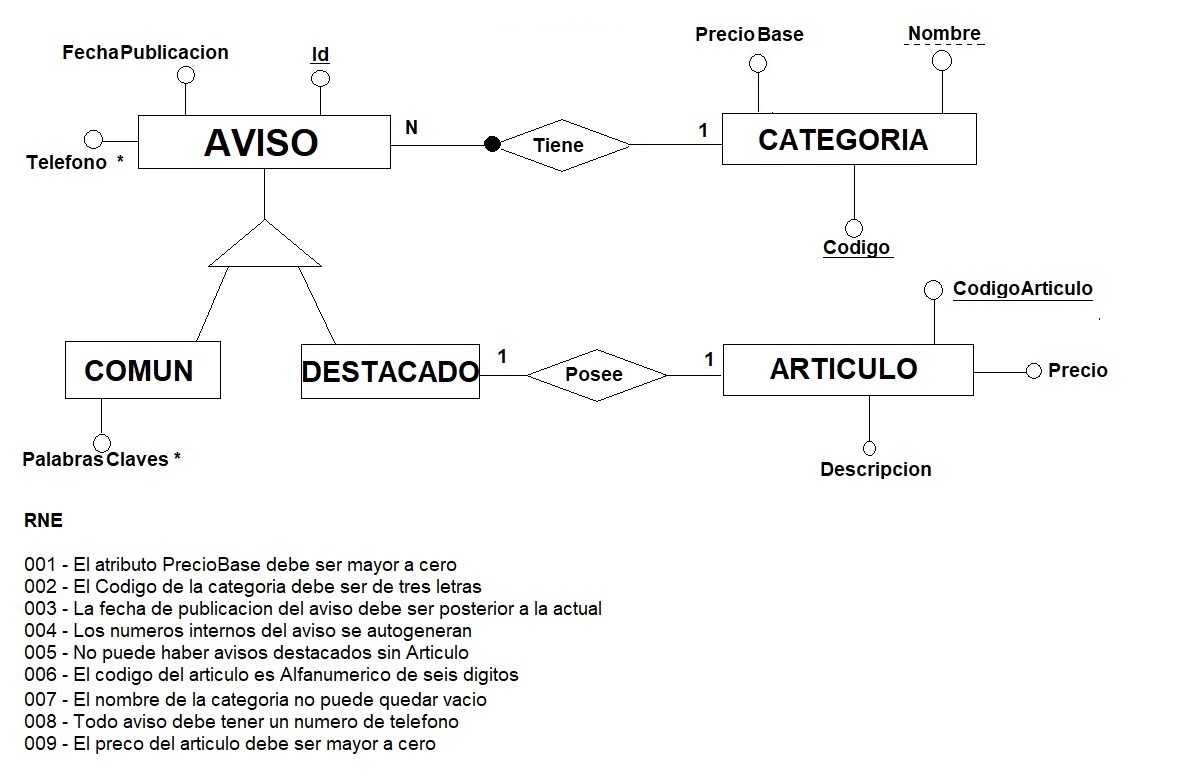 PrecioBase
Nombre
FechaPublicacion
Id
AVISO
N
Tiene
1
CATEGORIA
Telefono *
Codigo
CodigoArticulo
COMUN
DESTACADO
1
Posee
1
ARTICULO
Precio
PalabrasClaves *
Descripcion
RNE
001 - El atributo PrecioBase debe ser mayor a cero
002 - El Codigo de la categoria debe ser de tres letras
003 - La fecha de publicacion del aviso debe ser posterior a la actual
004 - Los numeros internos del aviso se autogeneran
005 - No puede haber avisos destacados sin Articulo
006 - El codigo del articulo es Alfanumerico de seis digitos
007 - El nombre de la categoria no puede quedar vacio
008 - Todo aviso debe tener un numero de telefono
009 - El preco del articulo debe ser mayor a cero